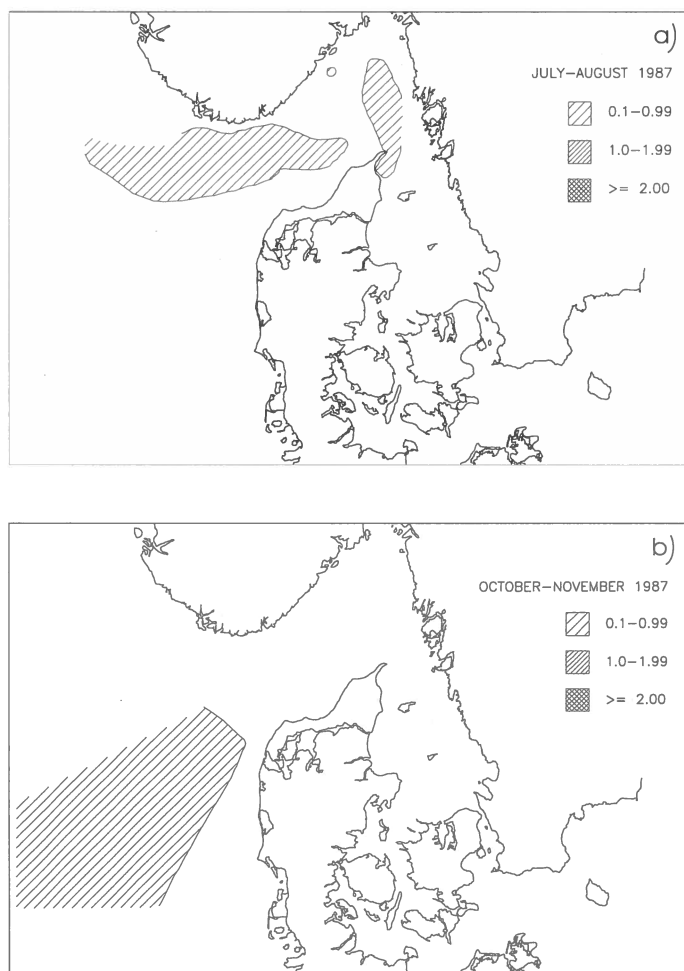 a)
JULY–AUGUST 1987
0.1–0.99
1.0–1.99
>= 2.00
b)
OCTOBER–NOVEMBER 1987
0.1–0.99
1.0–1.99
>= 2.00